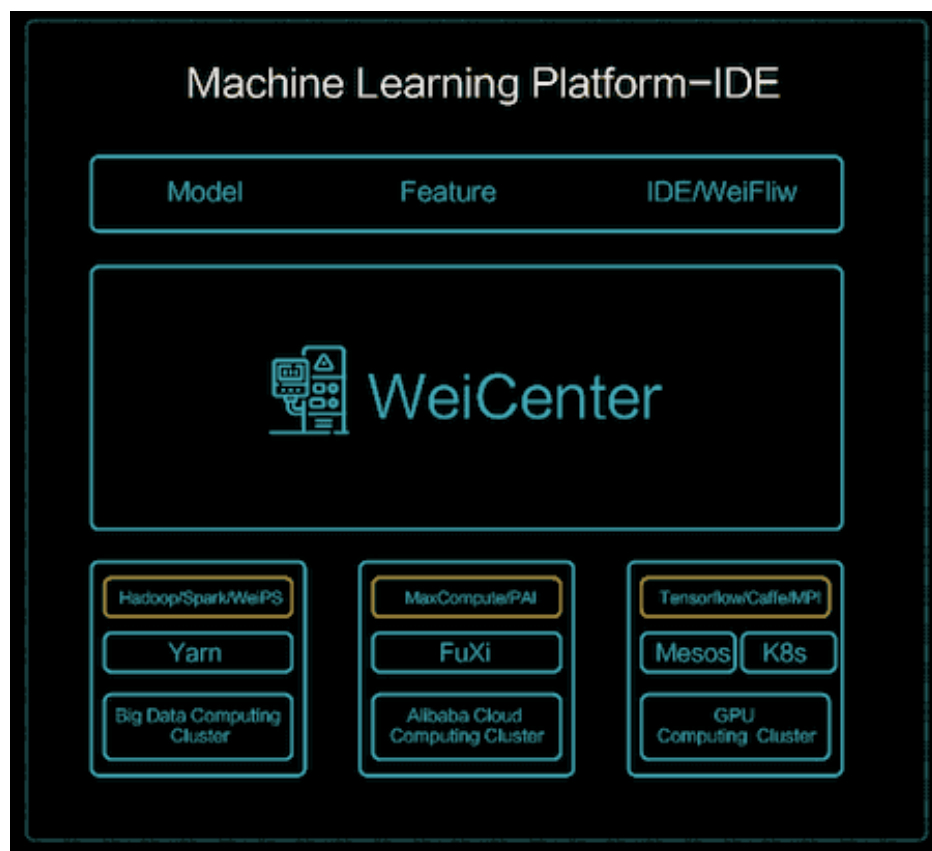 Machine Learning Platform-IDE
Model Feature IDE/WeiFliw
WeiCenter
Hadoop/Spark/WeiPS
Yarn
Big Data Computing
Cluster
MaxCompute/PAI
FuXi
Alibaba Cloud
Computing Cluster
Tensorflow/Caffe/MPI
Mesos K8s
GPU
Computing Cluster